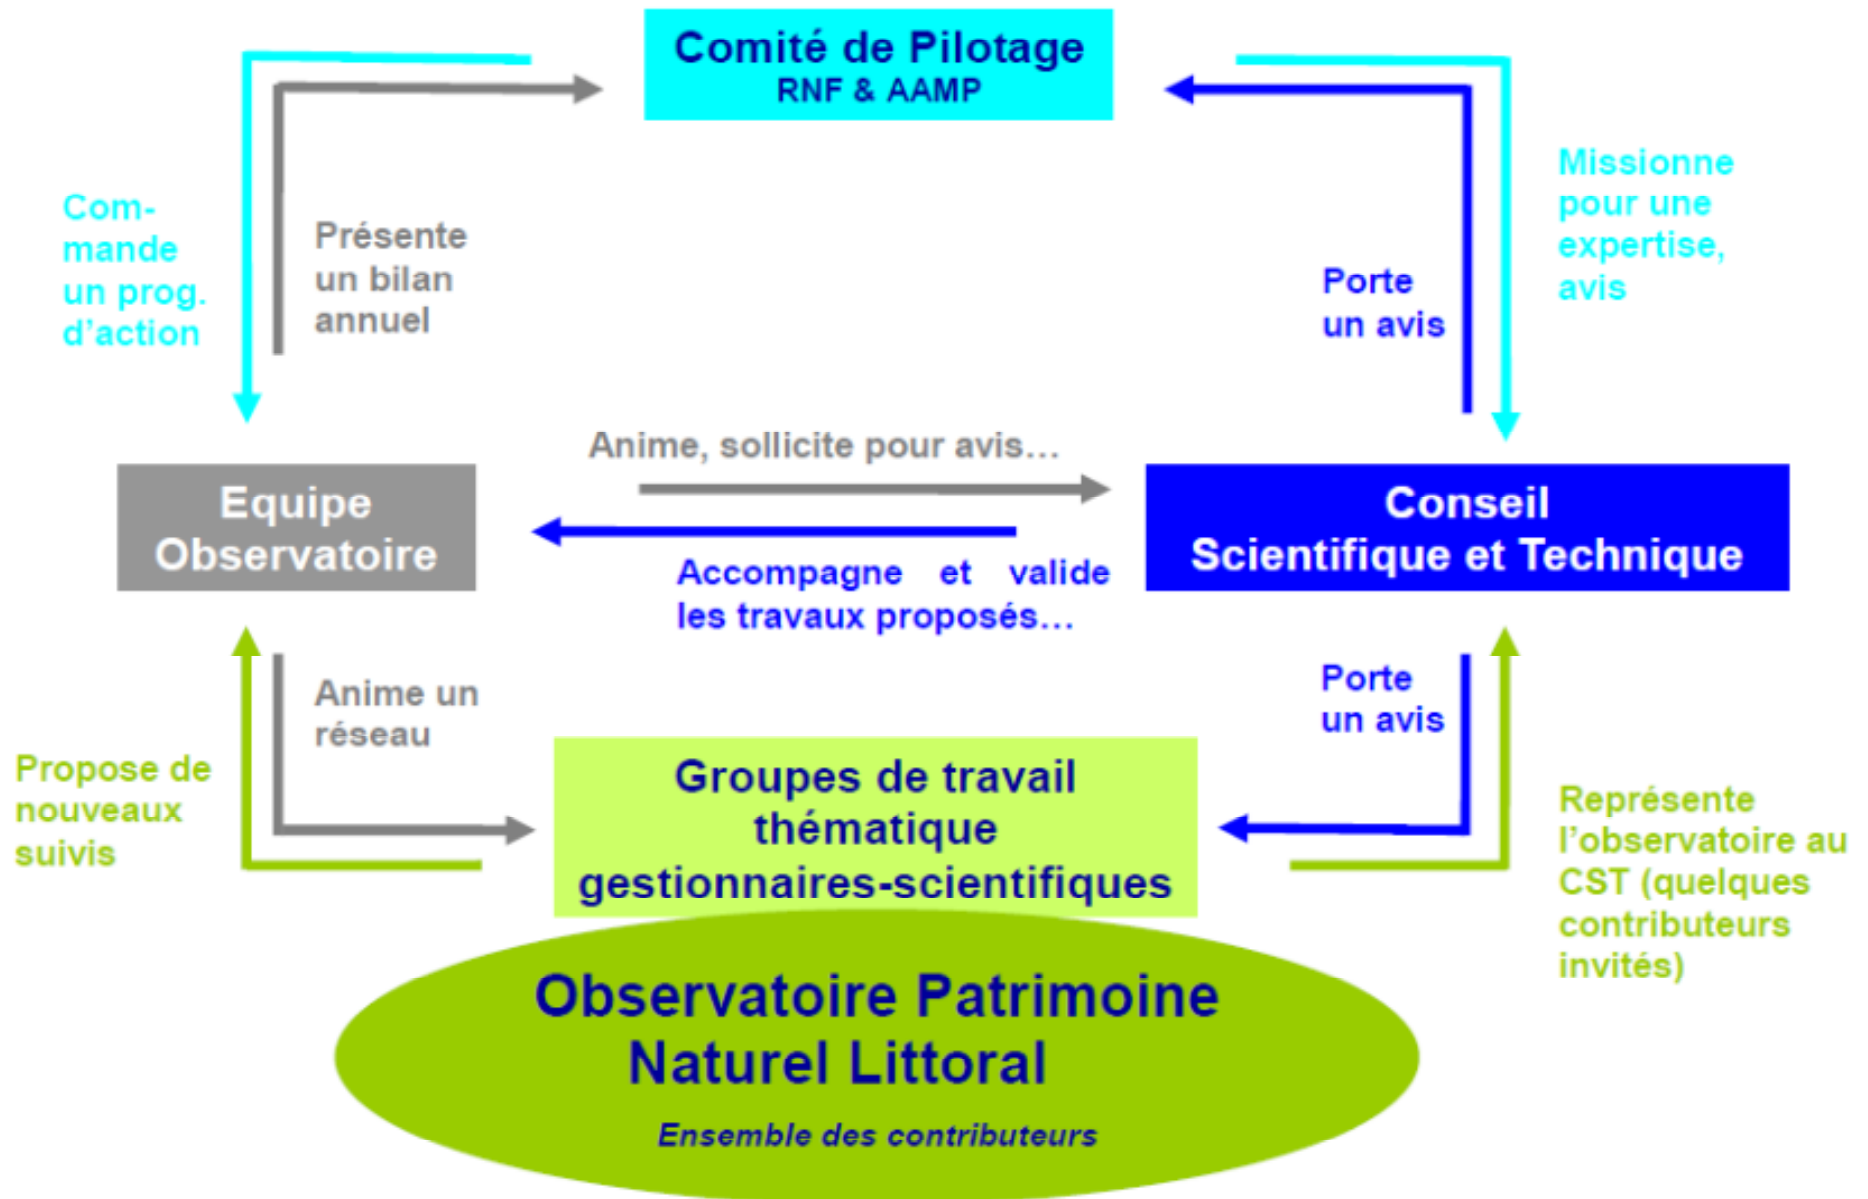 Comité de Pilotage
RNF & AAMP
Com-
mande
un prog.
d'action
Présente
un bilan
annuel
Porte
un avis
Missionne
pour une
expertise,
avis
Anime, sollicite pour avis…
Equipe
Observatoire
Conseil
Scientifique et Technique
Accompagne et valide
les travaux proposés…
Anime un
réseau
Propose de
nouveaux
suivis
Porte
un avis
Groupes de travail
thématique
gestionnaires-scientifiques
Représente
l'observatoire au
CST (quelques
contributeurs
invités)
Observatoire Patrimoine
Naturel Littoral
Ensemble des contributeurs